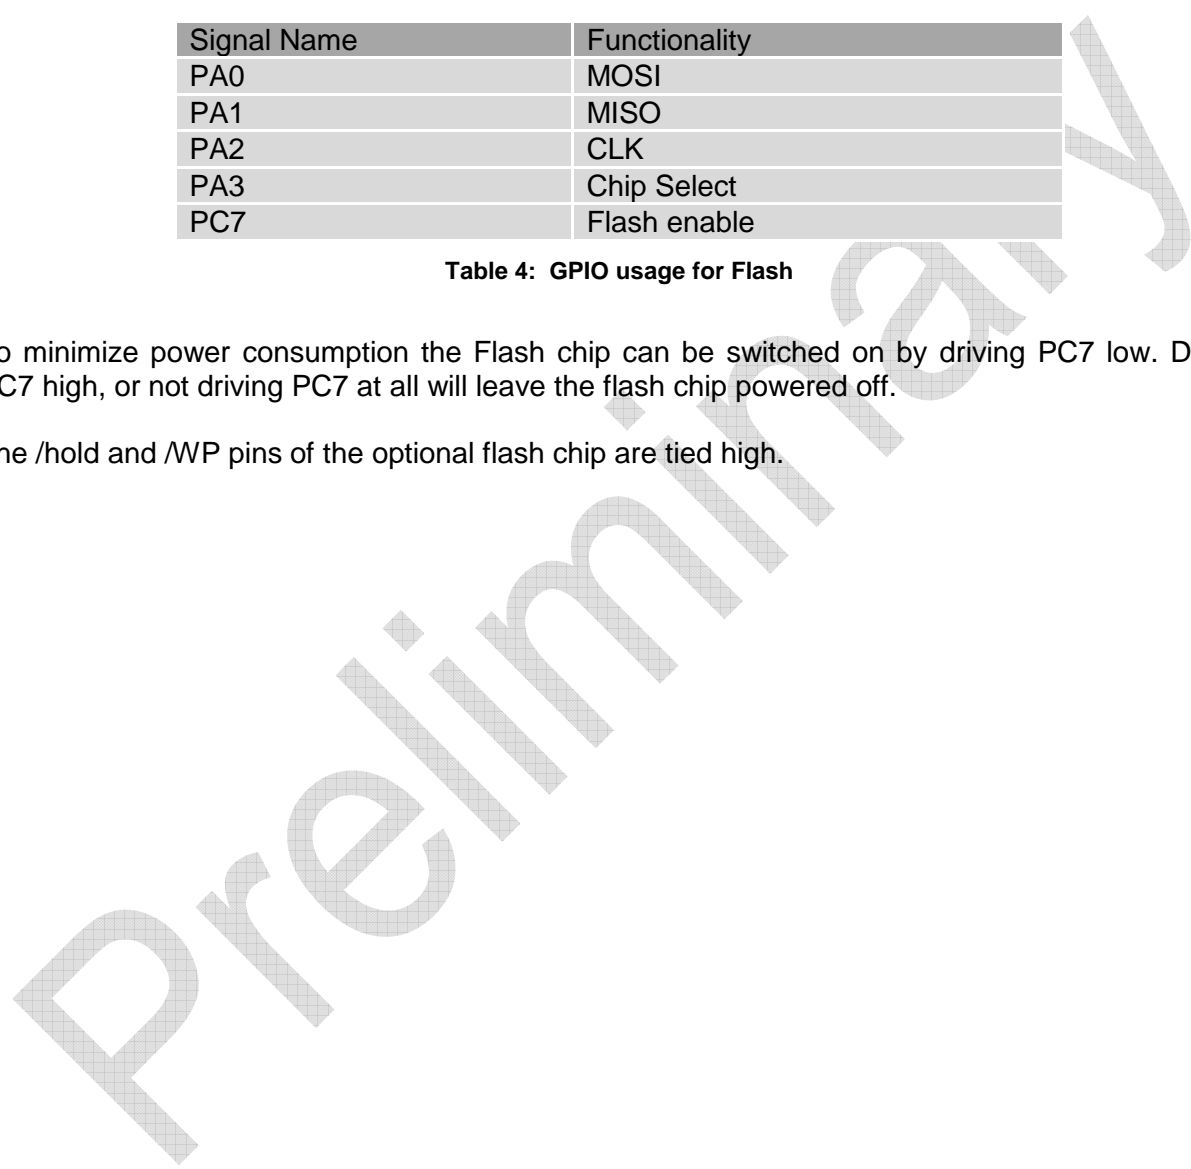 Signal Name Functionality
PA0 MOSI
PA1 MISO
PA2 CLK
PA3 Chip Select
PC7 Flash enable
Table 4: GPIO usage for Flash
o minimize power consumption the Flash chip can be switched on by driving PC7 low. D
C7 high, or not driving PC7 at all will leave the flash chip powered off.
ne /hold and /WP pins of the optional flash chip are tied high.
Preliminary